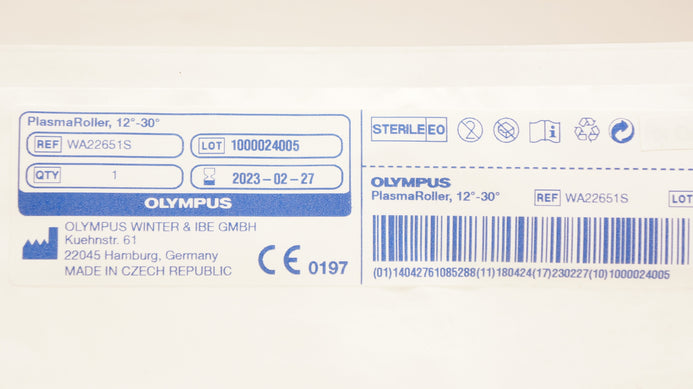 PlasmaRoller, 12°-30°
REF WA22651S
LOT 1000024005
QTY 1
2023-02-27
OLYMPUS
OLYMPUS WINTER & IBE GMBH
Kuehnstr. 61
22045 Hamburg, Germany
MADE IN CZECH REPUBLIC
CE 0197
STERILE EO
2
i
OLYMPUS
PlasmaRoller, 12°-30°
REF WA22651S
LOT
(01)14042761085288(11)180424(17)230227(10)1000024005